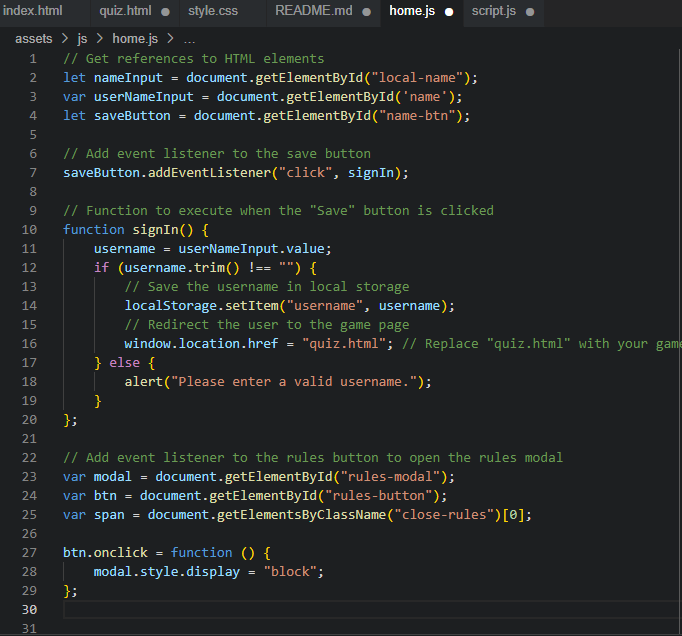 index.html quiz.html ● style.css README.md ● home.js ● script.js ●
assets > js > home.js > ...
1 // Get references to HTML elements
2 let nameInput = document.getElementById("local-name");
3 var userNameInput = document.getElementById('name');
4 let saveButton = document.getElementById("name-btn");
5
6 // Add event listener to the save button
7 saveButton.addEventListener("click", signIn);
8
9 // Function to execute when the "Save" button is clicked
10 function signIn() {
11     username = userNameInput.value;
12     if (username.trim() !== "") {
13         // Save the username in local storage
14         localStorage.setItem("username", username);
15         // Redirect the user to the game page
16         window.location.href = "quiz.html"; // Replace "quiz.html" with your game
17     } else {
18         alert("Please enter a valid username.");
19     }
20 };
21
22 // Add event listener to the rules button to open the rules modal
23 var modal = document.getElementById("rules-modal");
24 var btn = document.getElementById("rules-button");
25 var span = document.getElementsByClassName("close-rules")[0];
26
27 btn.onclick = function () {
28     modal.style.display = "block";
29 };
30
31